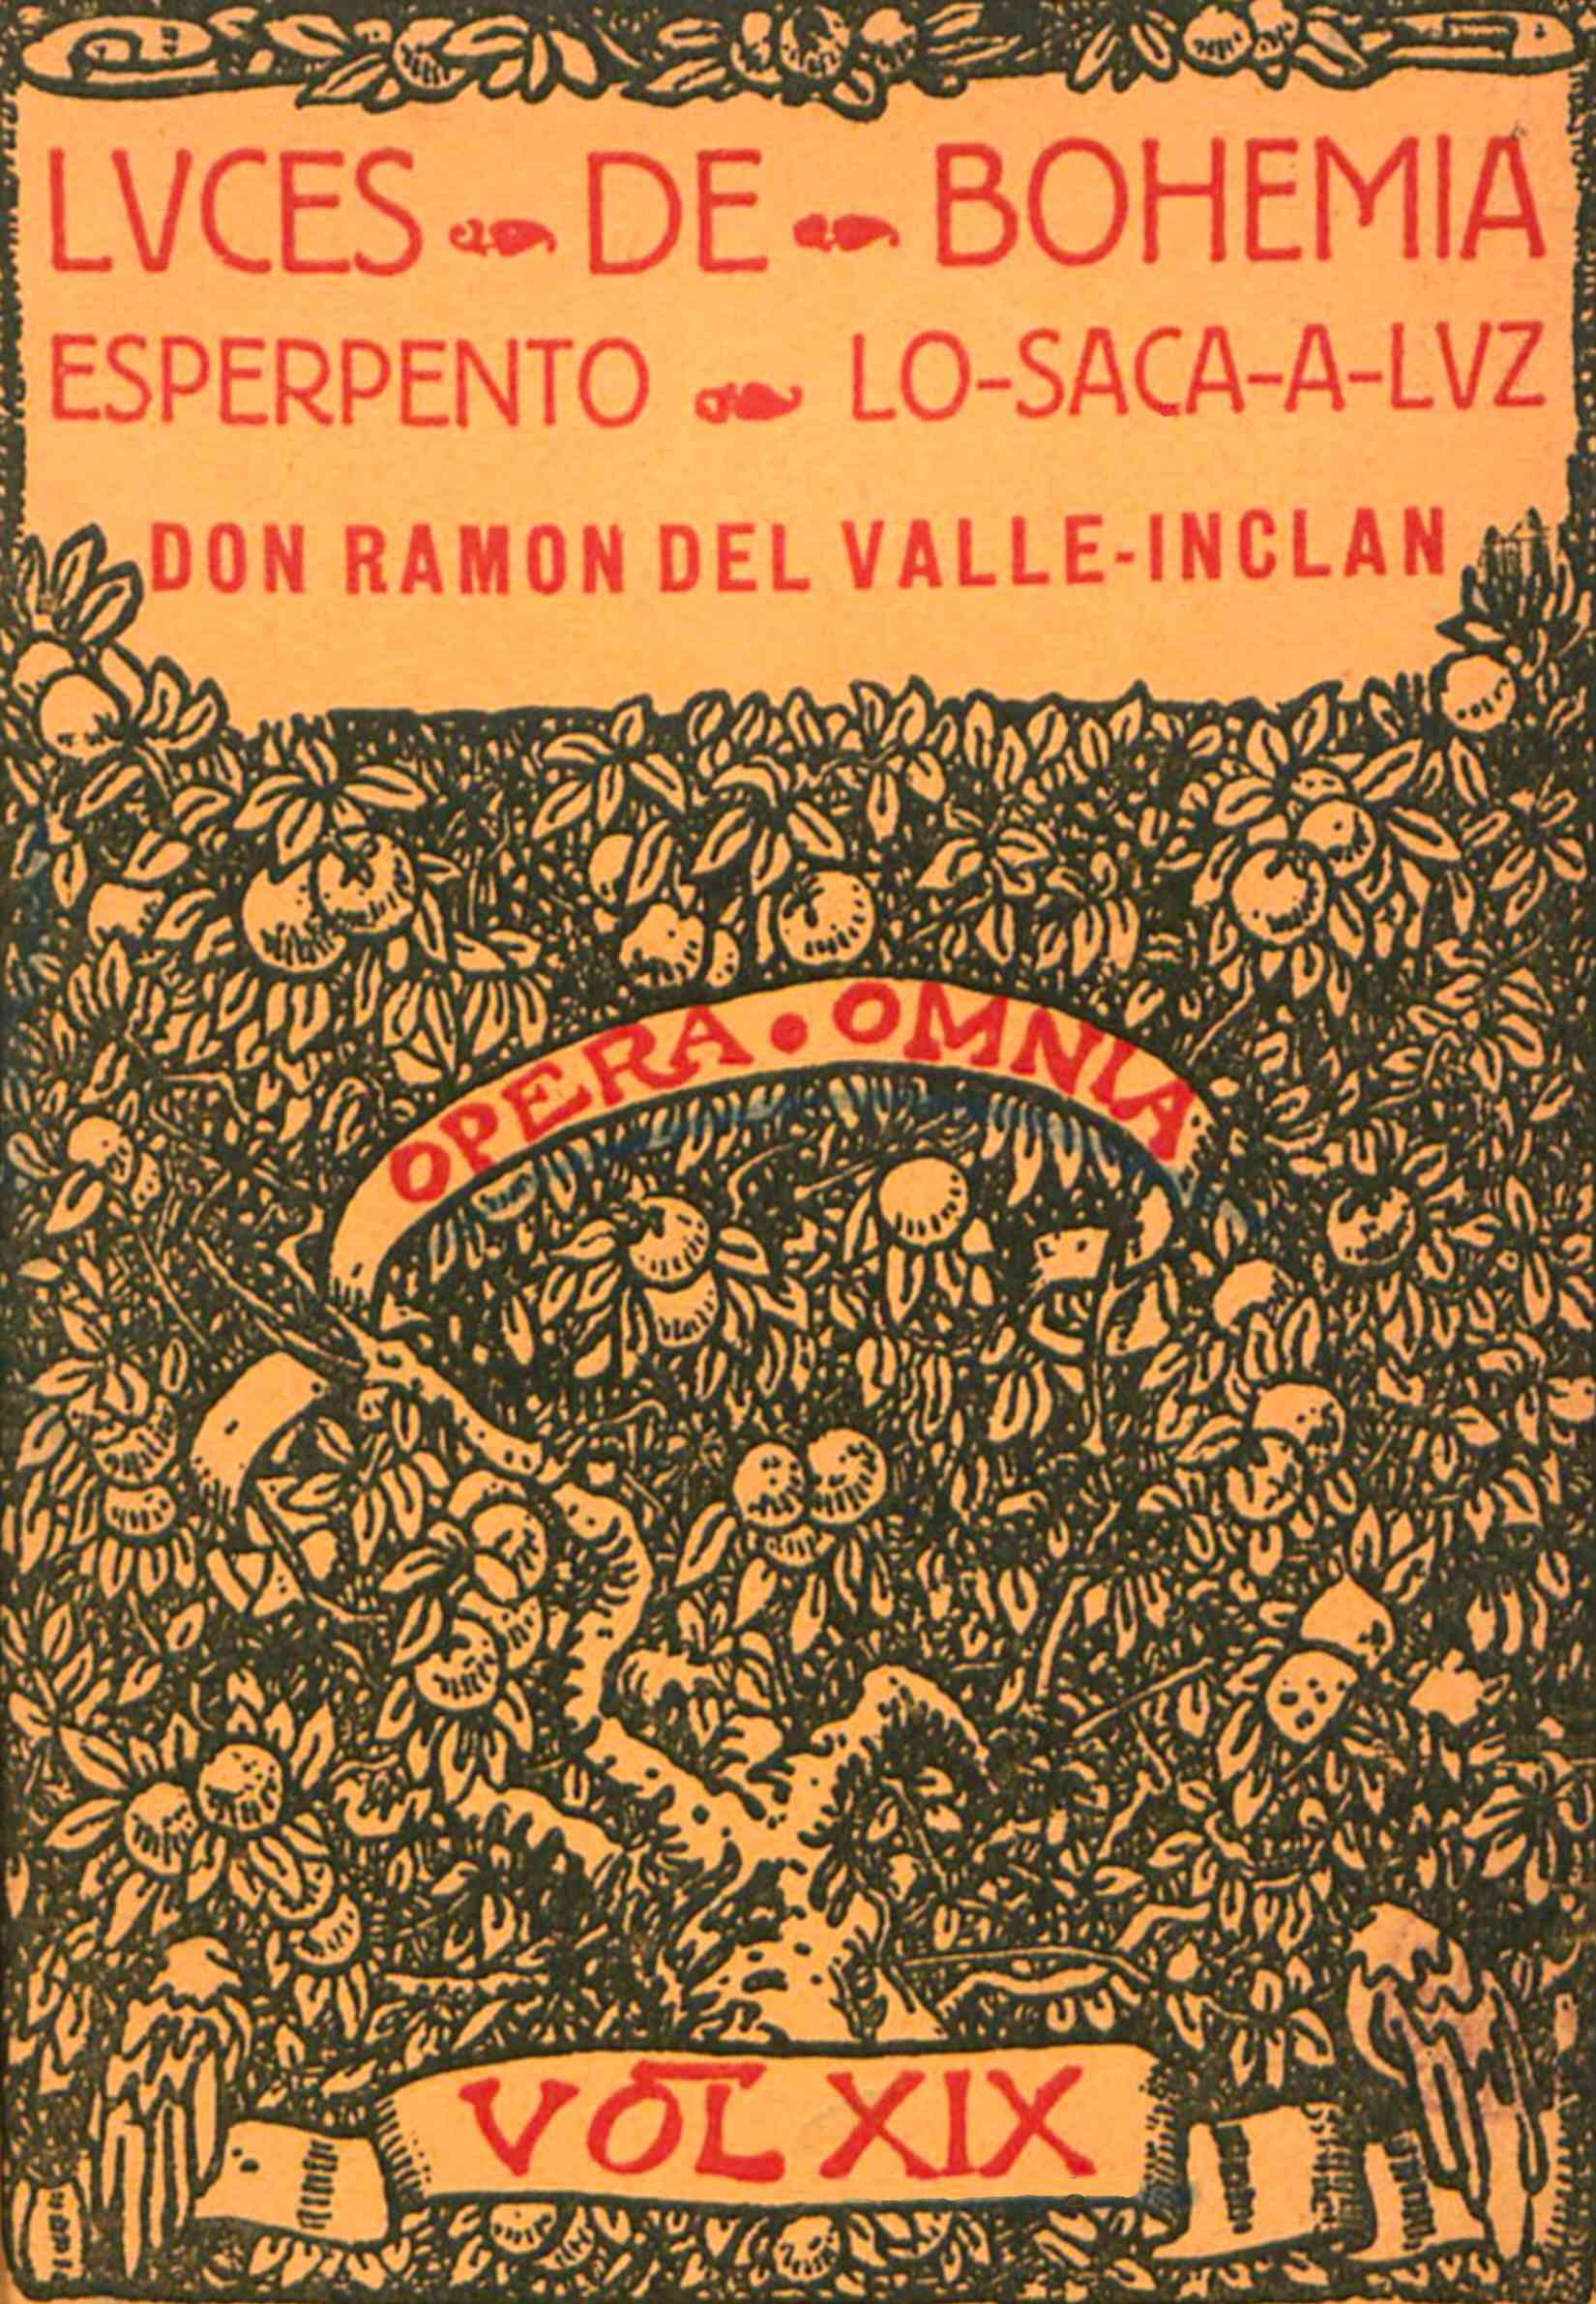 LVCES DE BOHEMIA
ESPERPENTO LO-SACA-A-LVZ
DON RAMON DEL VALLE-INCLAN
OPERA • OMNIA
VOL XIX